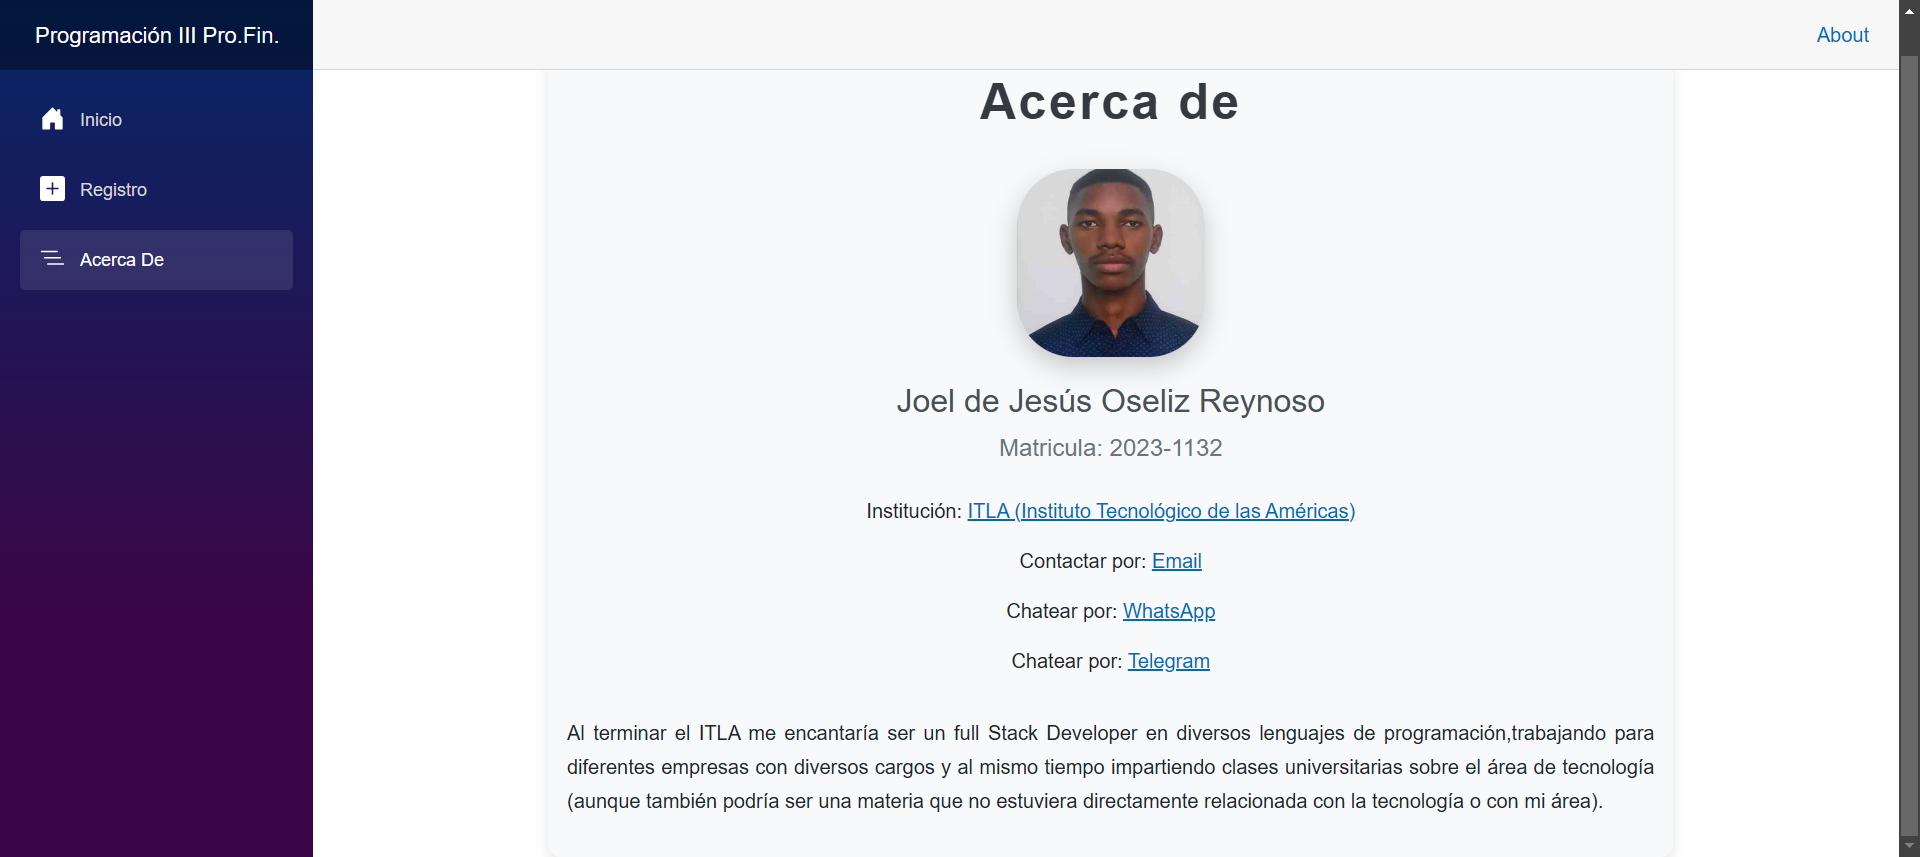 Programación III Pro.Fin.
About
Inicio
Registro
Acerca De
Acerca de
Joel de Jesús Oseliz Reynoso
Matricula: 2023-1132
Institución: ITLA (Instituto Tecnológico de las Américas)
Contactar por: Email
Chatear por: WhatsApp
Chatear por: Telegram
Al terminar el ITLA me encantaría ser un full Stack Developer en diversos lenguajes de programación,trabajando para
diferentes empresas con diversos cargos y al mismo tiempo impartiendo clases universitarias sobre el área de tecnología
(aunque también podría ser una materia que no estuviera directamente relacionada con la tecnología o con mi área).